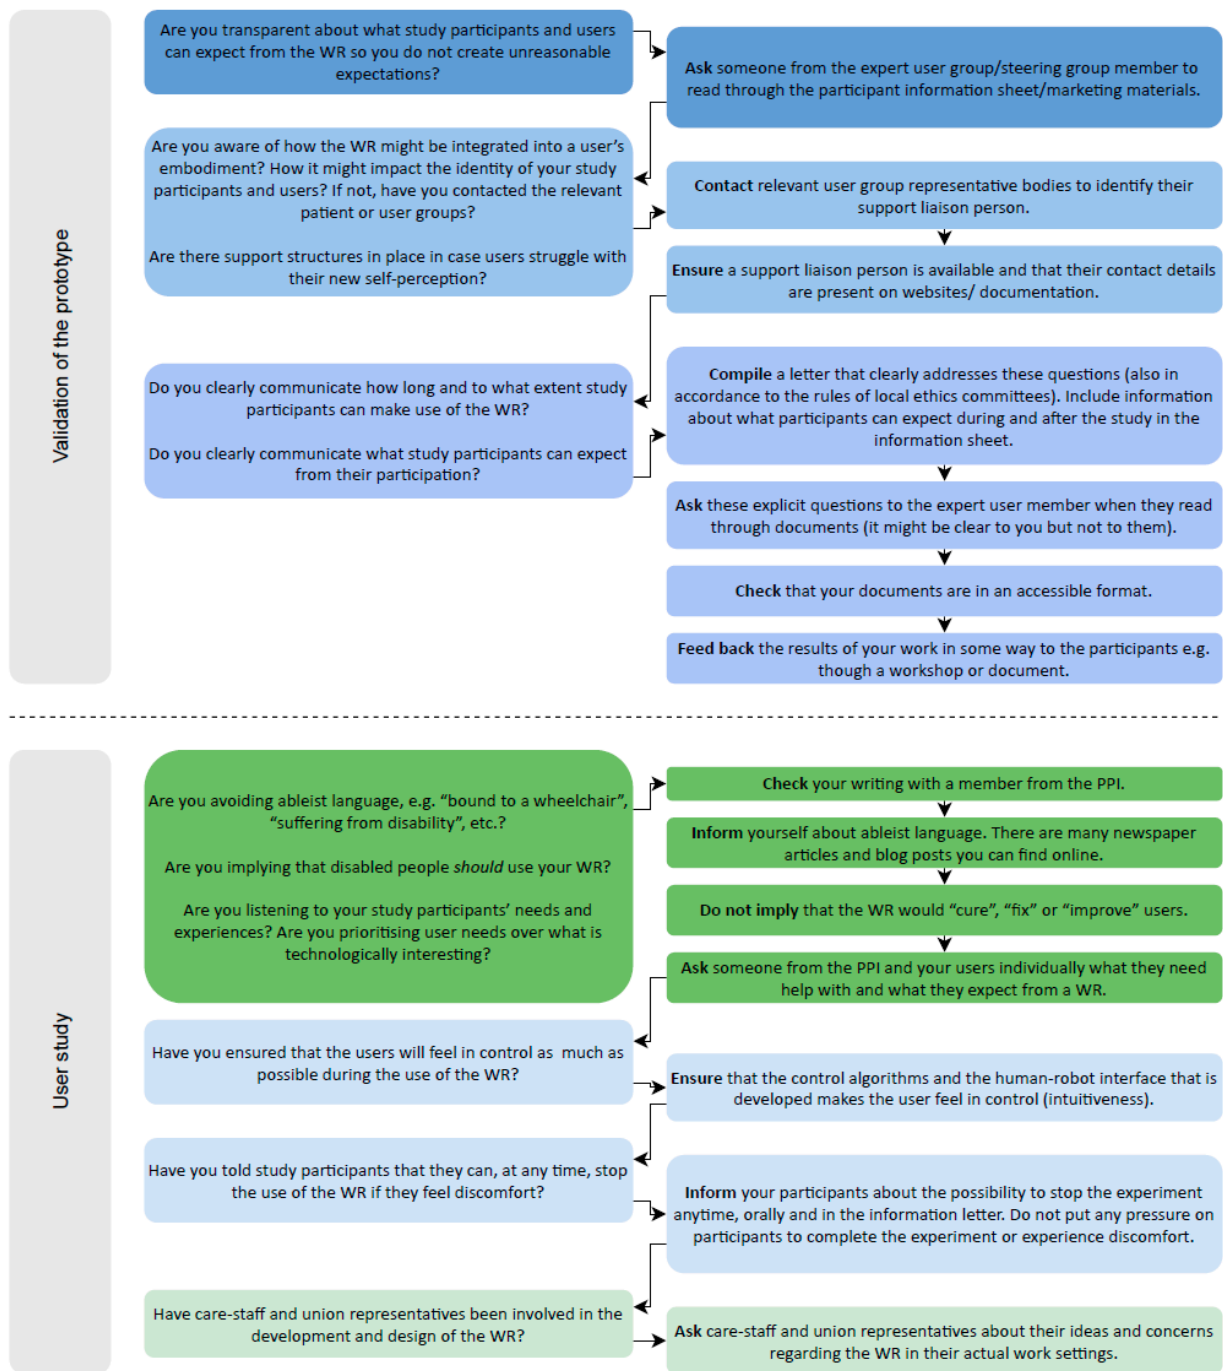 Validation of the prototype
Are you transparent about what study participants and users
can expect from the WR so you do not create unreasonable
expectations?
Ask someone from the expert user group/steering group member to
read through the participant information sheet/marketing materials.
Are you aware of how the WR might be integrated into a user's
embodiment? How it might impact the identity of your study
participants and users? If not, have you contacted the relevant
patient or user groups?
Are there support structures in place in case users struggle with
their new self-perception?
Contact relevant user group representative bodies to identify their
support liaison person.
Ensure a support liaison person is available and that their contact details
are present on websites/ documentation.
Do you clearly communicate how long and to what extent study
participants can make use of the WR?
Do you clearly communicate what study participants can expect
from their participation?
Compile a letter that clearly addresses these questions (also in
accordance to the rules of local ethics committees). Include information
about what participants can expect during and after the study in the
information sheet.
Ask these explicit questions to the expert user member when they read
through documents (it might be clear to you but not to them).
Check that your documents are in an accessible format.
Feed back the results of your work in some way to the participants e.g.
though a workshop or document.
User study
Are you avoiding ableist language, e.g. “bound to a wheelchair”,
“suffering from disability”, etc.?
Are you implying that disabled people should use your WR?
Are you listening to your study participants’ needs and
experiences? Are you prioritising user needs over what is
technologically interesting?
Check your writing with a member from the PPI.
Inform yourself about ableist language. There are many newspaper
articles and blog posts you can find online.
Do not imply that the WR would “cure”, “fix” or “improve” users.
Ask someone from the PPI and your users individually what they need
help with and what they expect from a WR.
Have you ensured that the users will feel in control as much as
possible during the use of the WR?
Ensure that the control algorithms and the human-robot interface that is
developed makes the user feel in control (intuitiveness).
Have you told study participants that they can, at any time, stop
the use of the WR if they feel discomfort?
Inform your participants about the possibility to stop the experiment
anytime, orally and in the information letter. Do not put any pressure on
participants to complete the experiment or experience discomfort.
Have care-staff and union representatives been involved in the
development and design of the WR?
Ask care-staff and union representatives about their ideas and concerns
regarding the WR in their actual work settings.